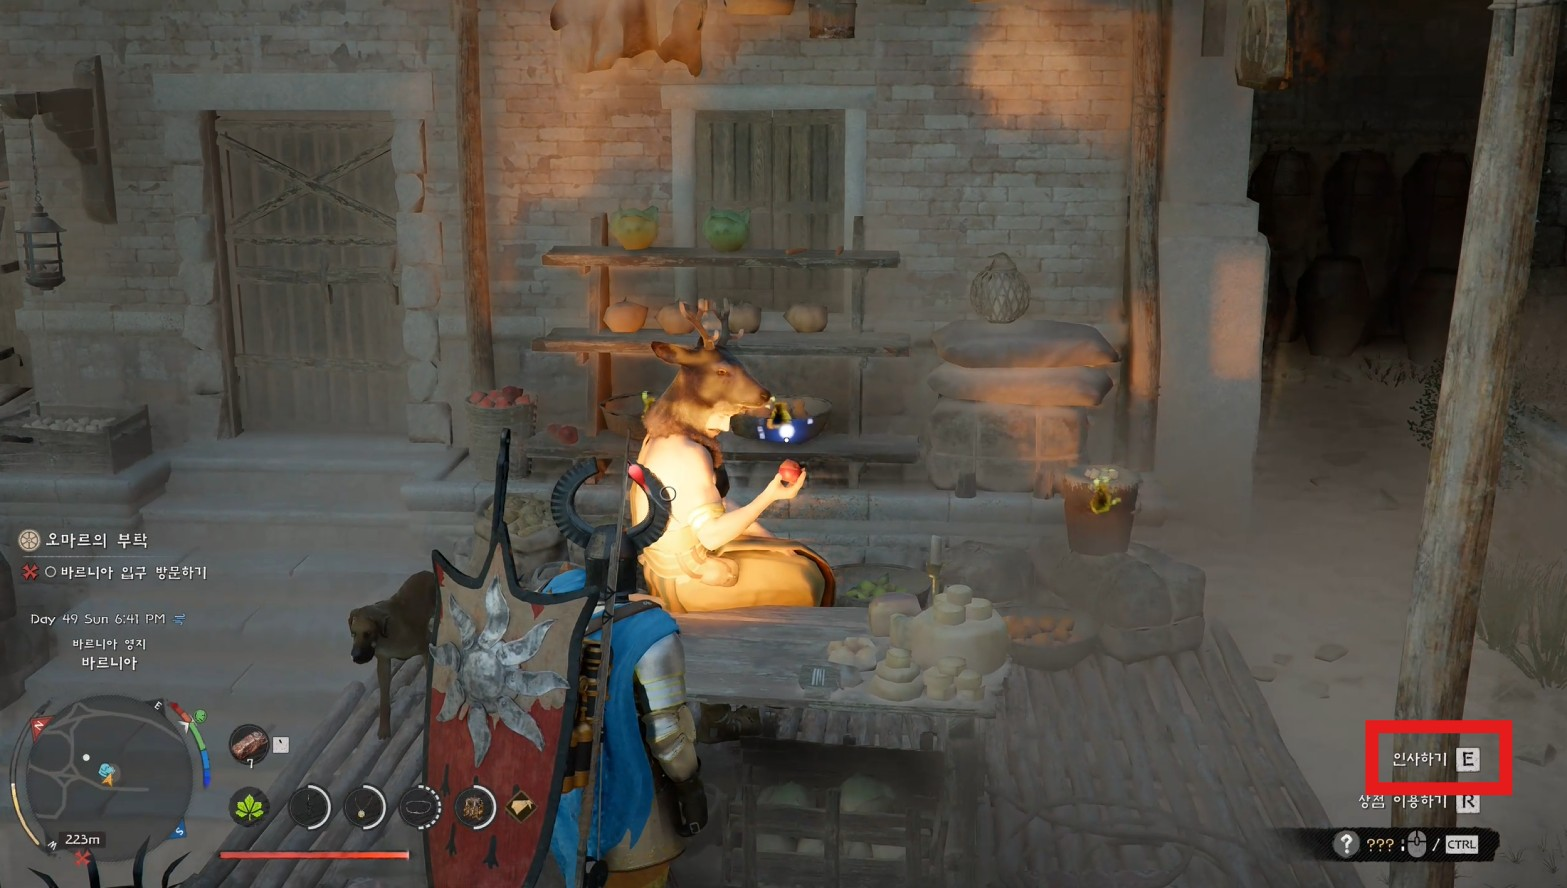 오마르의 부탁
바르니아 입구 방문하기
Day 49 Sun 6:41 PM
바르니아 영지
바르니아
E
N
S
W
223m
7
인사하기 E
상점 이용하기 R
? ??? : / CTRL